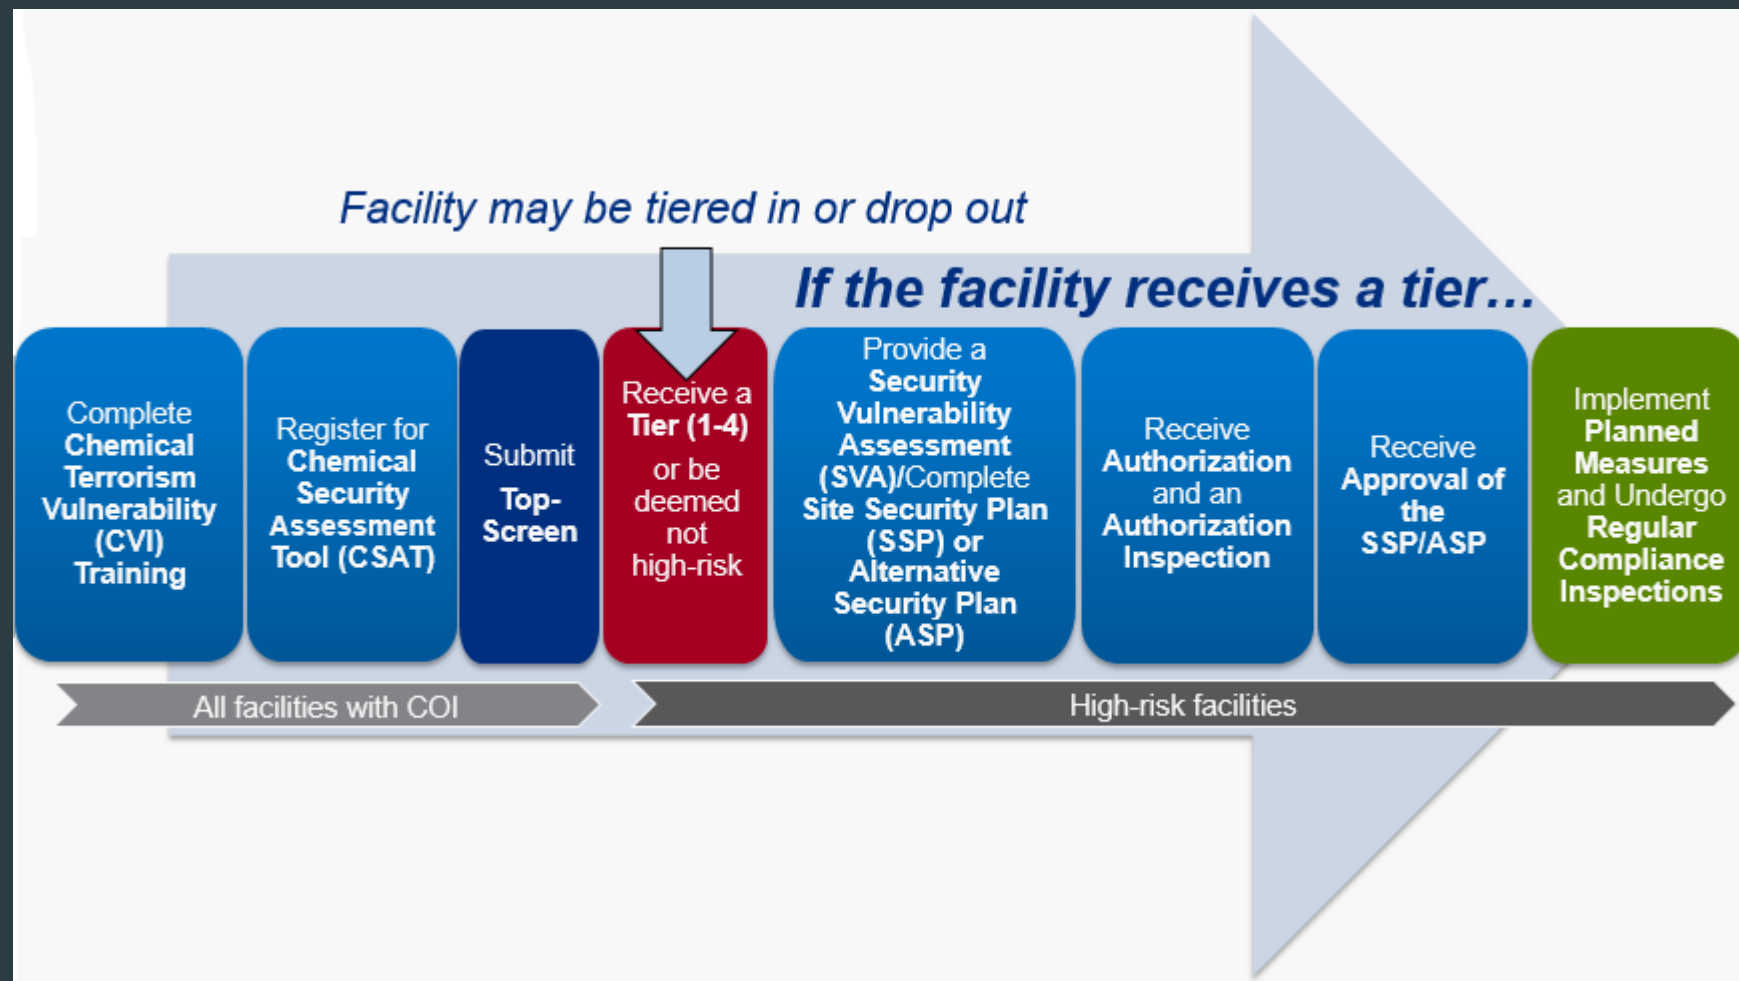 Facility may be tiered in or drop out
If the facility receives a tier…
Complete
Chemical
Terrorism
Vulnerability
(CVI)
Training
Register for
Chemical
Security
Assessment
Tool (CSAT)
Submit
Top-
Screen
Receive a
Tier (1-4)
or be
deemed
not
high-risk
Provide a
Security
Vulnerability
Assessment
(SVA)/Complete
Site Security Plan
(SSP) or
Alternative
Security Plan
(ASP)
Receive
Authorization
and an
Authorization
Inspection
Receive
Approval of
the
SSP/ASP
Implement
Planned
Measures
and Undergo
Regular
Compliance
Inspections
All facilities with COI
High-risk facilities